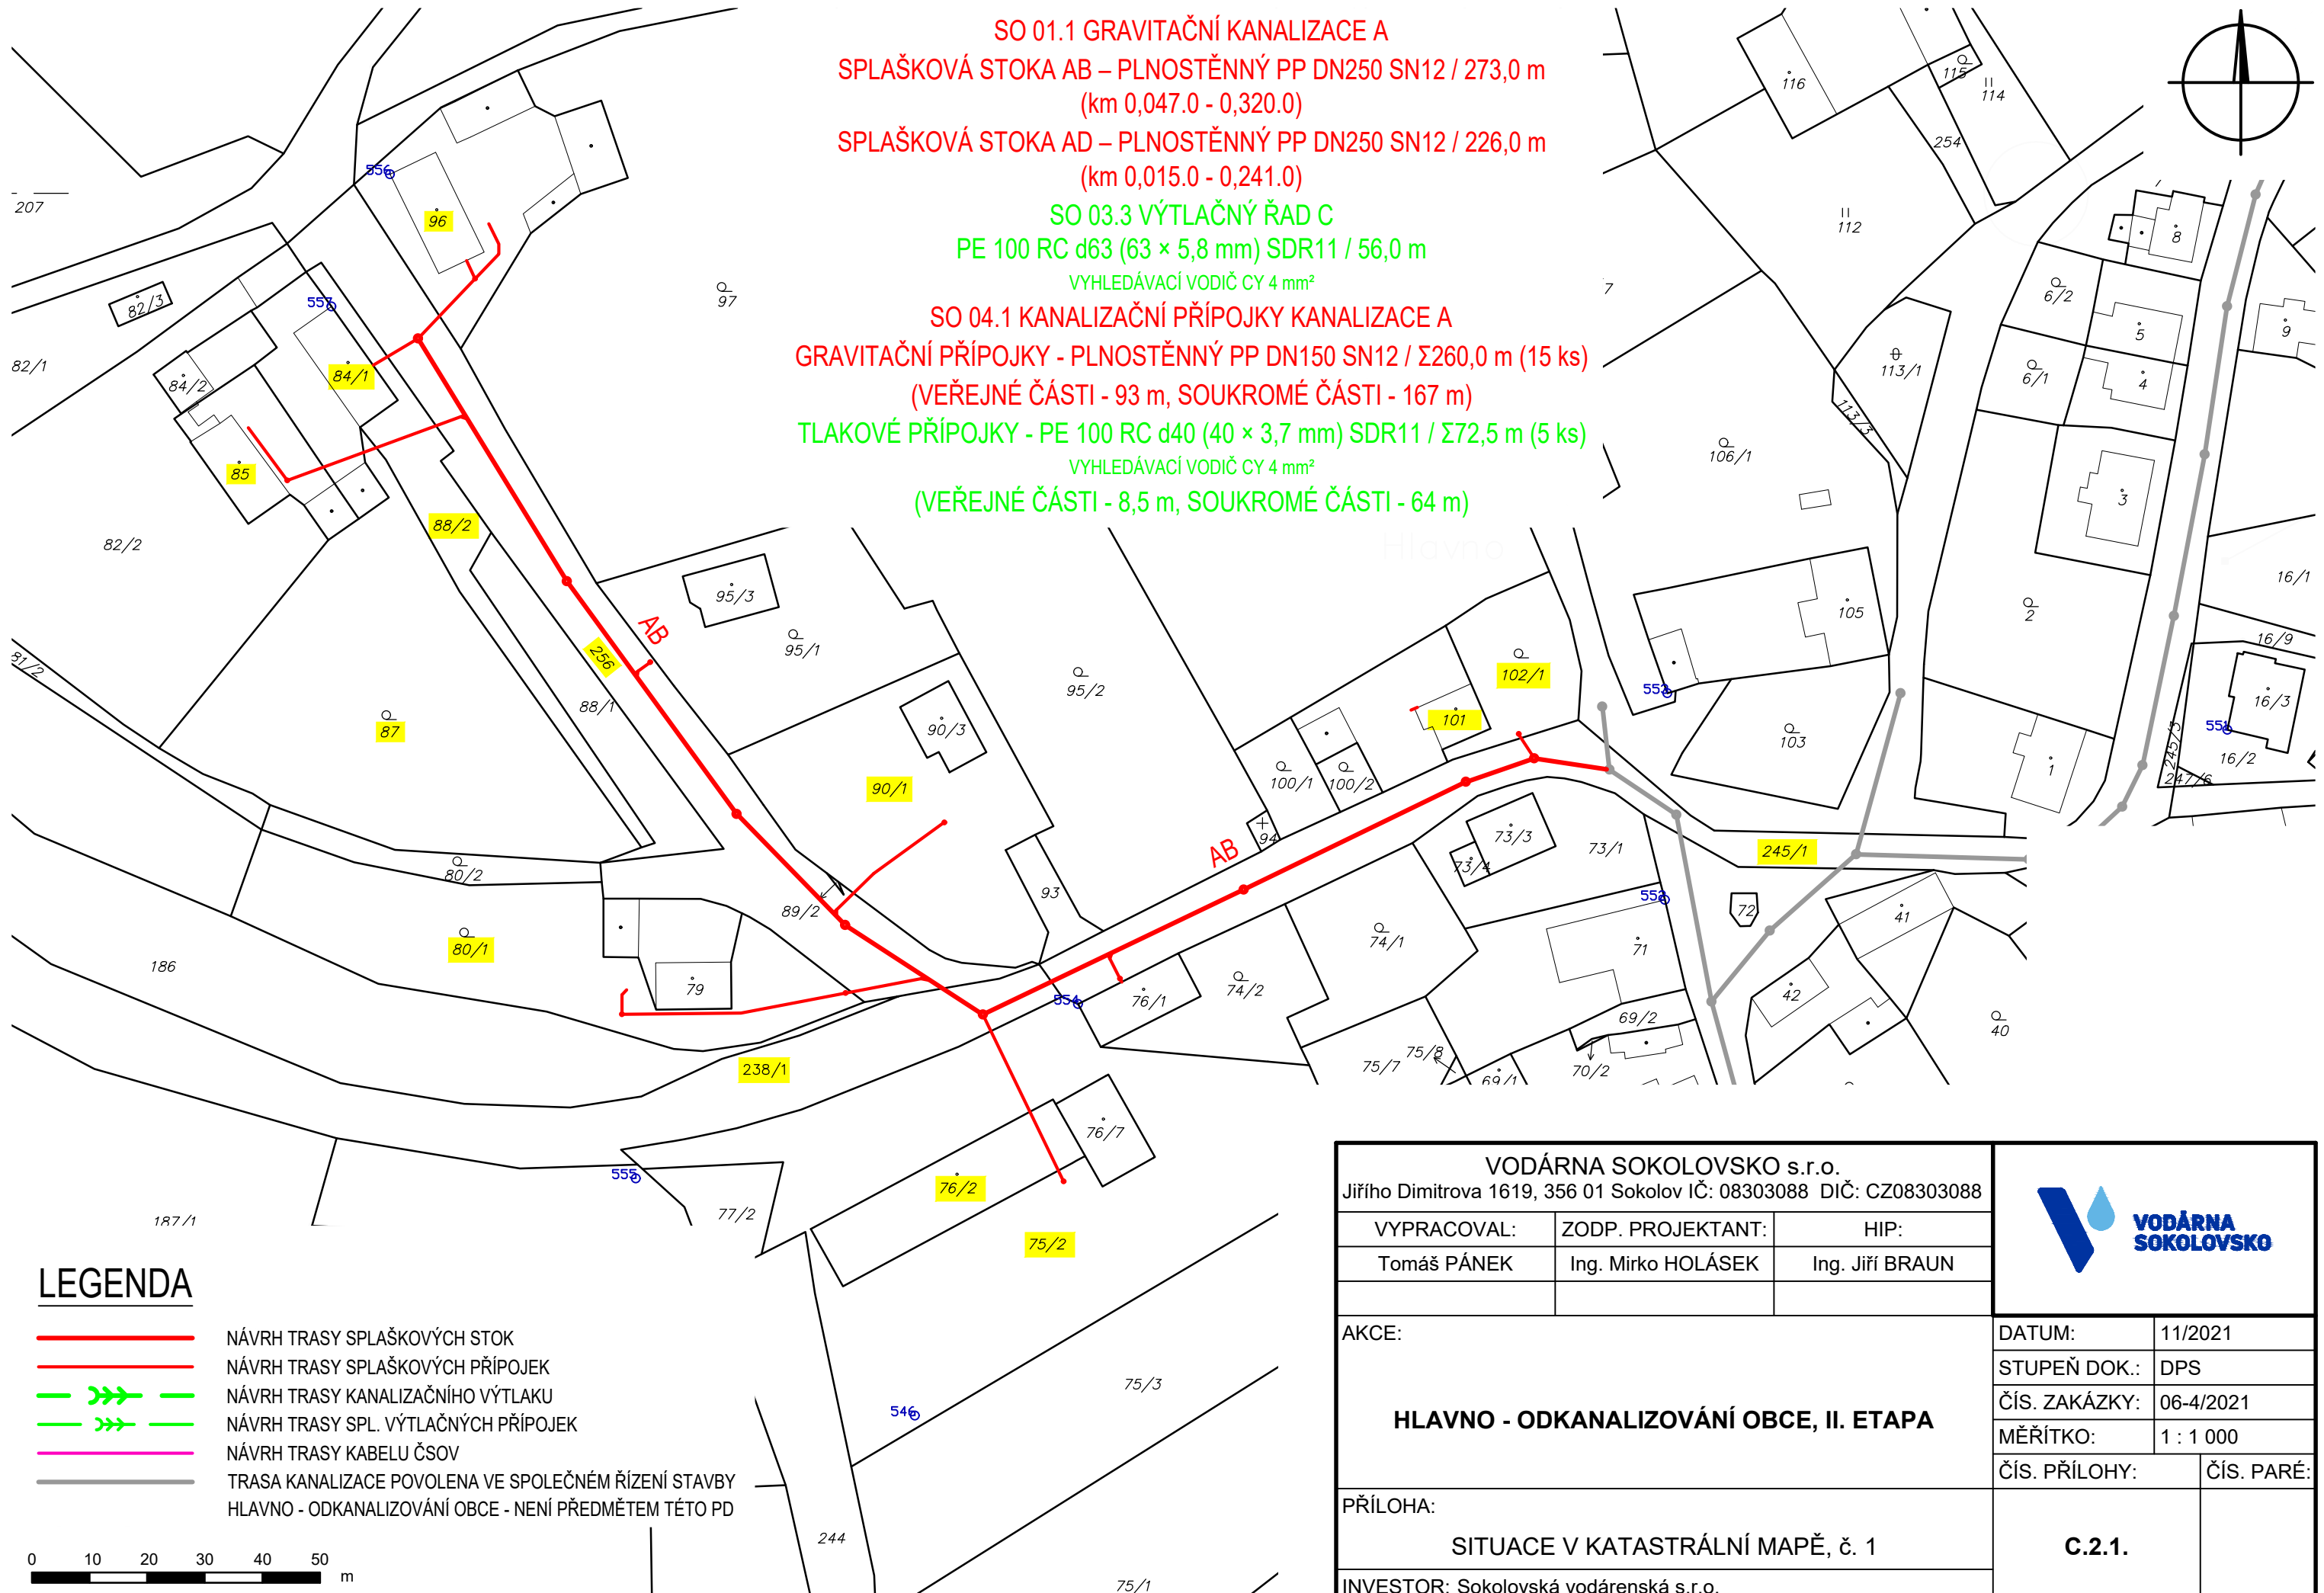 SO 01.1 GRAVITAČNÍ KANALIZACE A
SPLAŠKOVÁ STOKA AB – PLNOSTĚNNÝ PP DN250 SN12 / 273,0 m
(km 0,047.0 - 0,320.0)
SPLAŠKOVÁ STOKA AD – PLNOSTĚNNÝ PP DN250 SN12 / 226,0 m
(km 0,015.0 - 0,241.0)
SO 03.3 VÝTLAČNÝ ŘAD C
PE 100 RC d63 (63 × 5,8 mm) SDR11 / 56,0 m
VYHLEDÁVACÍ VODIČ CY 4 mm²
SO 04.1 KANALIZAČNÍ PŘÍPOJKY KANALIZACE A
GRAVITAČNÍ PŘÍPOJKY - PLNOSTĚNNÝ PP DN150 SN12 / Σ260,0 m (15 ks)
(VEŘEJNÉ ČÁSTI - 93 m, SOUKROMÉ ČÁSTI - 167 m)
TLAKOVÉ PŘÍPOJKY - PE 100 RC d40 (40 × 3,7 mm) SDR11 / Σ72,5 m (5 ks)
VYHLEDÁVACÍ VODIČ CY 4 mm²
(VEŘEJNÉ ČÁSTI - 8,5 m, SOUKROMÉ ČÁSTI - 64 m)
Hlavno
207
556
96
97
82/3
557
82/1
84/2
84/1
85
88/2
82/2
81/2
87
256
AB
88/1
95/3
95/1
95/2
90/3
90/1
80/2
80/1
89/2
93
186
79
238/1
555
187/1
77/2
76/2
76/7
75/2
75/3
546
244
75/1
554
76/1
74/2
74/1
AB
94
100/1
100/2
101
102/1
73/3
73/4
73/1
552
71
69/2
75/7
75/8
69/1
70/2
72
41
42
40
245/1
103
553
105
106/1
7
116
115
114
254
112
113/1
113/3
8
6/2
5
9
6/1
4
3
2
1
16/1
16/9
16/3
551
16/2
245/3
247/6
LEGENDA
NÁVRH TRASY SPLAŠKOVÝCH STOK
NÁVRH TRASY SPLAŠKOVÝCH PŘÍPOJEK
NÁVRH TRASY KANALIZAČNÍHO VÝTLAKU
NÁVRH TRASY SPL. VÝTLAČNÝCH PŘÍPOJEK
NÁVRH TRASY KABELU ČSOV
TRASA KANALIZACE POVOLENA VE SPOLEČNÉM ŘÍZENÍ STAVBY
HLAVNO - ODKANALIZOVÁNÍ OBCE - NENÍ PŘEDMĚTEM TÉTO PD
0 10 20 30 40 50 m
VODÁRNA SOKOLOVSKO s.r.o.
Jiřího Dimitrova 1619, 356 01 Sokolov IČ: 08303088 DIČ: CZ08303088
VYPRACOVAL: ZODP. PROJEKTANT: HIP:
Tomáš PÁNEK Ing. Mirko HOLÁSEK Ing. Jiří BRAUN
VODÁRNA
SOKOLOVSKO
AKCE:
HLAVNO - ODKANALIZOVÁNÍ OBCE, II. ETAPA
DATUM: 11/2021
STUPEŇ DOK.: DPS
ČÍS. ZAKÁZKY: 06-4/2021
MĚŘÍTKO: 1 : 1 000
ČÍS. PŘÍLOHY: ČÍS. PARÉ:
PŘÍLOHA:
SITUACE V KATASTRÁLNÍ MAPĚ, č. 1
C.2.1.
INVESTOR: Sokolovská vodárenská s.r.o.